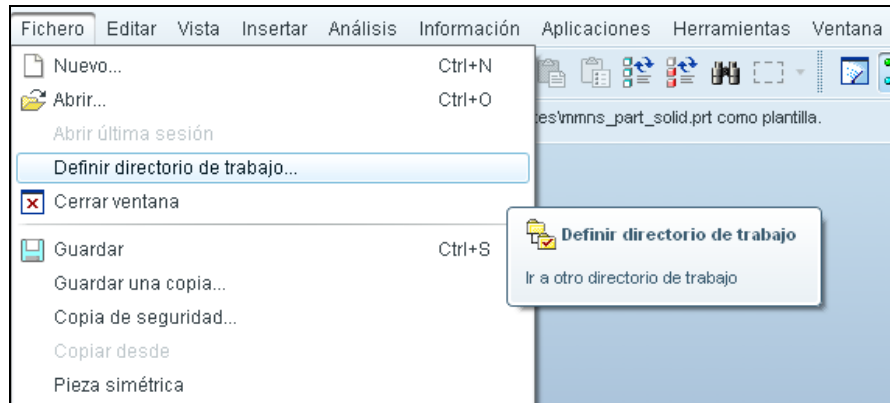 Fichero Editar Vista Insertar Análisis Información Aplicaciones Herramientas Ventana
Nuevo... Ctrl+N
Abrir... Ctrl+O
Abrir última sesión
mmns_part_solid.prt como plantilla.
Definir directorio de trabajo...
Cerrar ventana
Definir directorio de trabajo
Ir a otro directorio de trabajo
Guardar Ctrl+S
Guardar una copia...
Copia de seguridad...
Copiar desde
Pieza simétrica